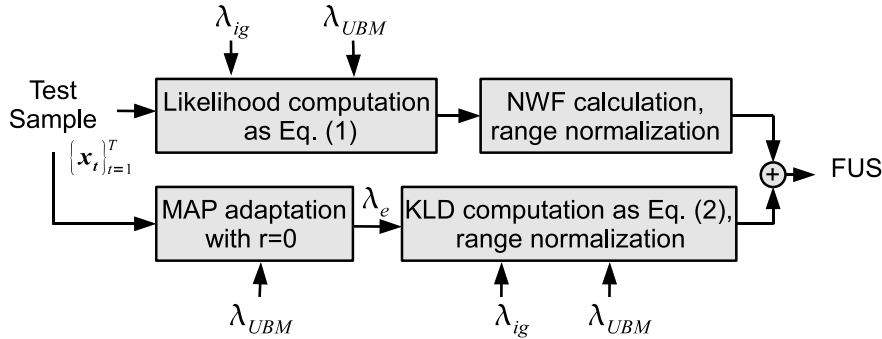 λ_ig
λ_UBM
Test
Sample
{x_t}_{t=1}^T
Likelihood computation
as Eq. (1)
NWF calculation,
range normalization
+
FUS
MAP adaptation
with r=0
λ_e
KLD computation as Eq. (2),
range normalization
λ_UBM
λ_ig
λ_UBM